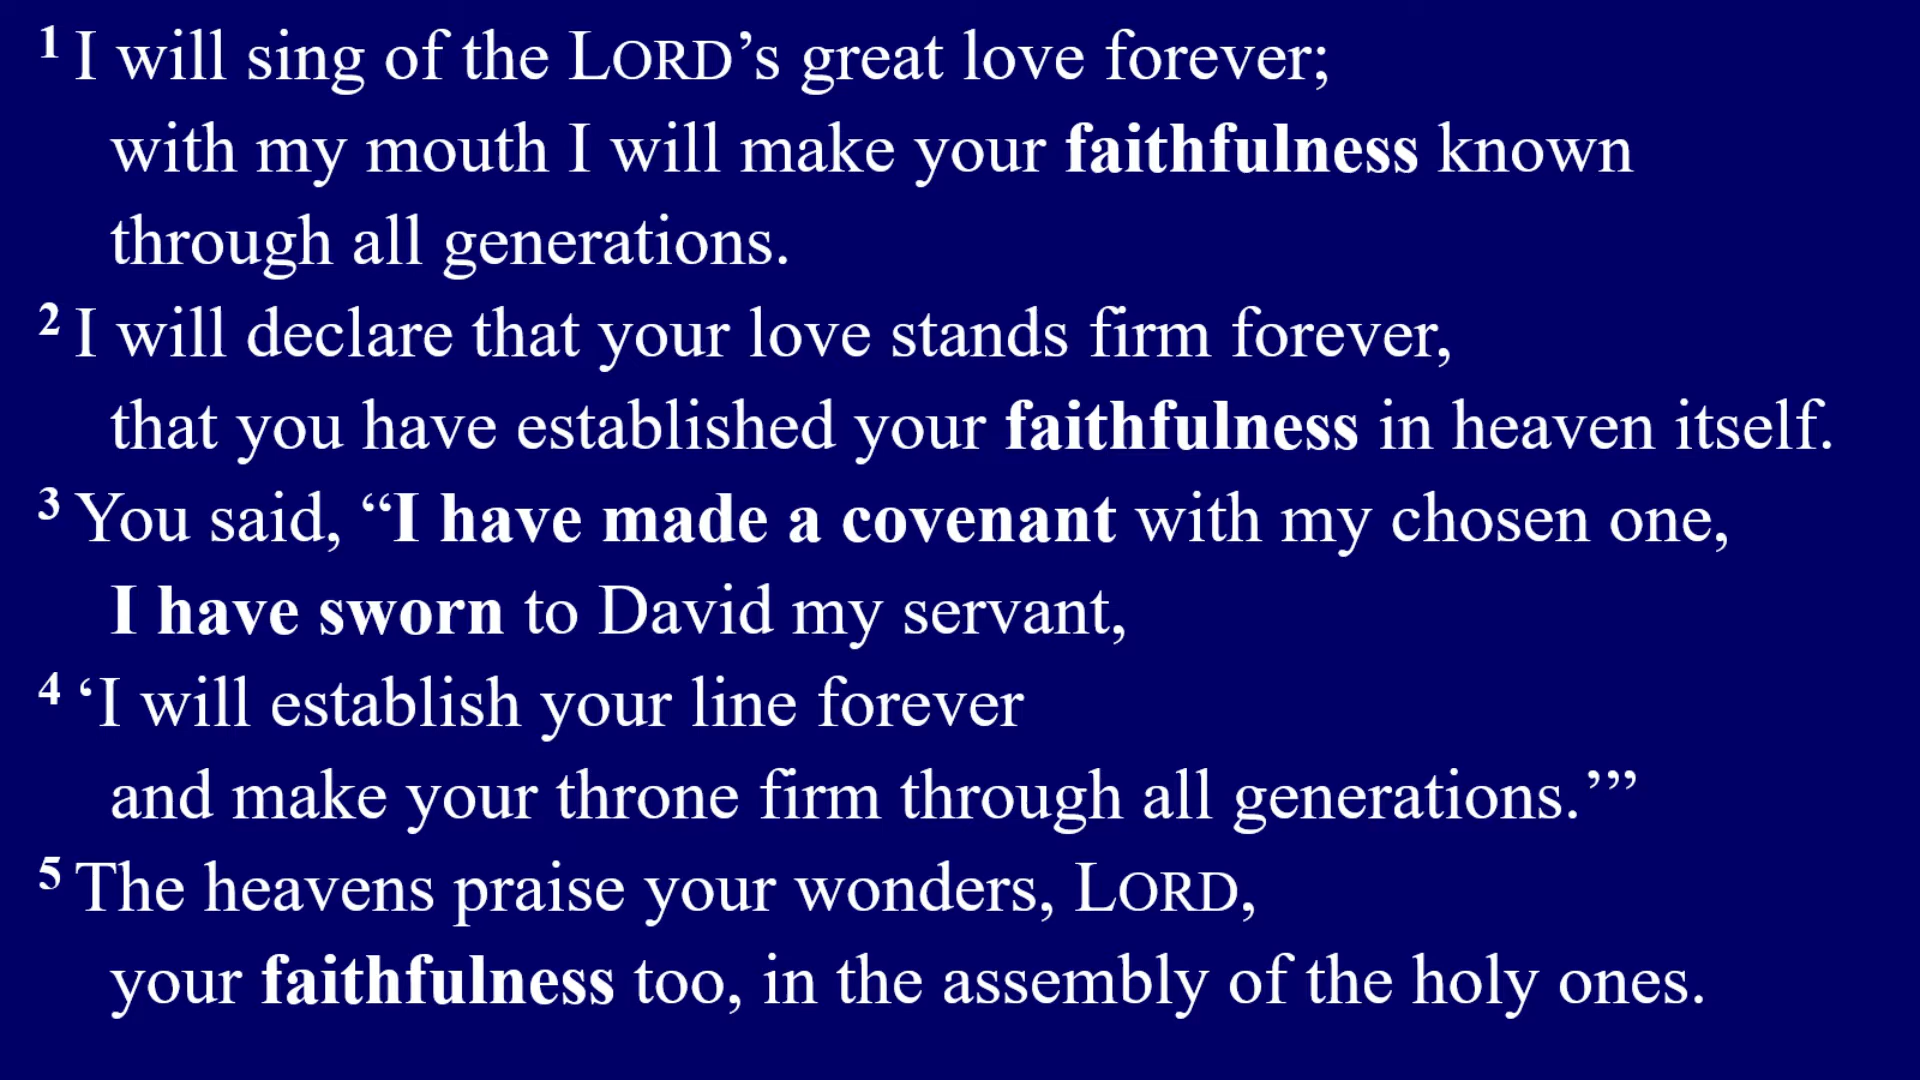 1 I will sing of the LORD’s great love forever;
with my mouth I will make your faithfulness known
through all generations.
2 I will declare that your love stands firm forever,
that you have established your faithfulness in heaven itself.
3 You said, “I have made a covenant with my chosen one,
I have sworn to David my servant,
4 ‘I will establish your line forever
and make your throne firm through all generations.’”
5 The heavens praise your wonders, LORD,
your faithfulness too, in the assembly of the holy ones.